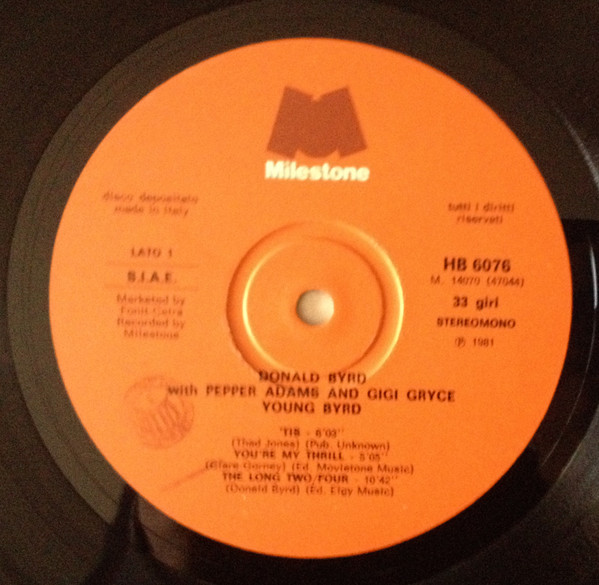 Milestone
disco depositato
made in Italy
tutti i diritti
riservati
LATO 1
S.I.A.E.
Marketed by
Fonit-Cetra
Recorded by
Milestone
HB 6076
M. 14070 (47044)
33 giri
STEREOMONO
Ⓟ 1981
DONALD BYRD
with PEPPER ADAMS AND GIGI GRYCE
YOUNG BYRD
'TIS - 6'03''
(Thad Jones) (Pub. Unknown)
YOU'RE MY THRILL - 5'05''
Gorney) (Ed. Movietone Music)
THE LONG TWO/FOUR - 10'42''
(Donald Byrd) (Ed. Elgy Music)